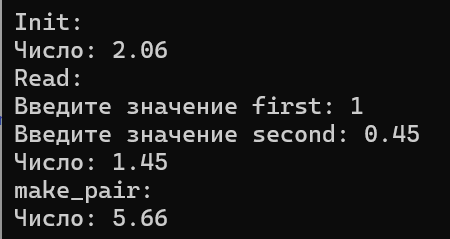 Init:
Число: 2.06
Read:
Введите значение first: 1
Введите значение second: 0.45
Число: 1.45
make_pair:
Число: 5.66